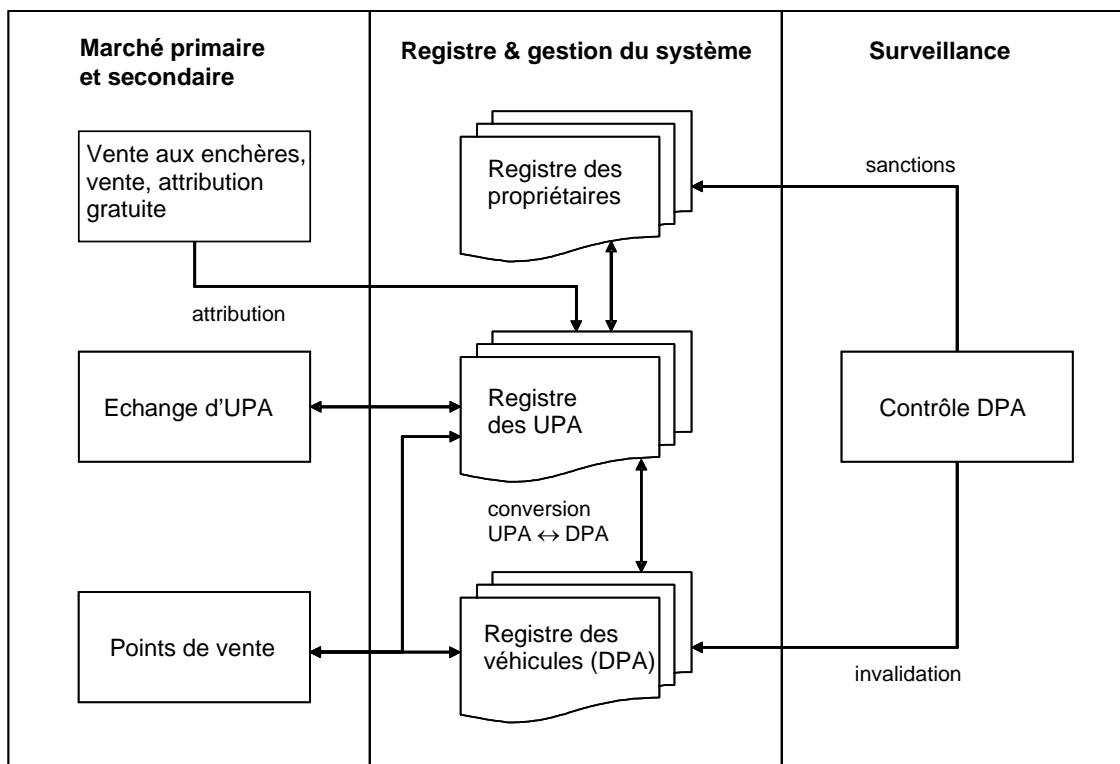 Marché primaire
et secondaire
Registre & gestion du système
Surveillance
Vente aux enchères,
vente, attribution
gratuite
Registre des
propriétaires
sanctions
attribution
Echange d’UPA
Registre
des UPA
Contrôle DPA
conversion
UPA ↔ DPA
Points de vente
Registre des
véhicules (DPA)
invalidation